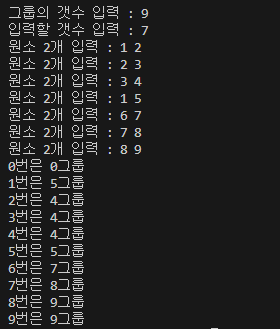 그룹의 갯수 입력 : 9
입력할 갯수 입력 : 7
원소 2개 입력 : 1 2
원소 2개 입력 : 2 3
원소 2개 입력 : 3 4
원소 2개 입력 : 1 5
원소 2개 입력 : 6 7
원소 2개 입력 : 7 8
원소 2개 입력 : 8 9
0번은 0그룹
1번은 5그룹
2번은 4그룹
3번은 4그룹
4번은 4그룹
5번은 5그룹
6번은 7그룹
7번은 8그룹
8번은 9그룹
9번은 9그룹